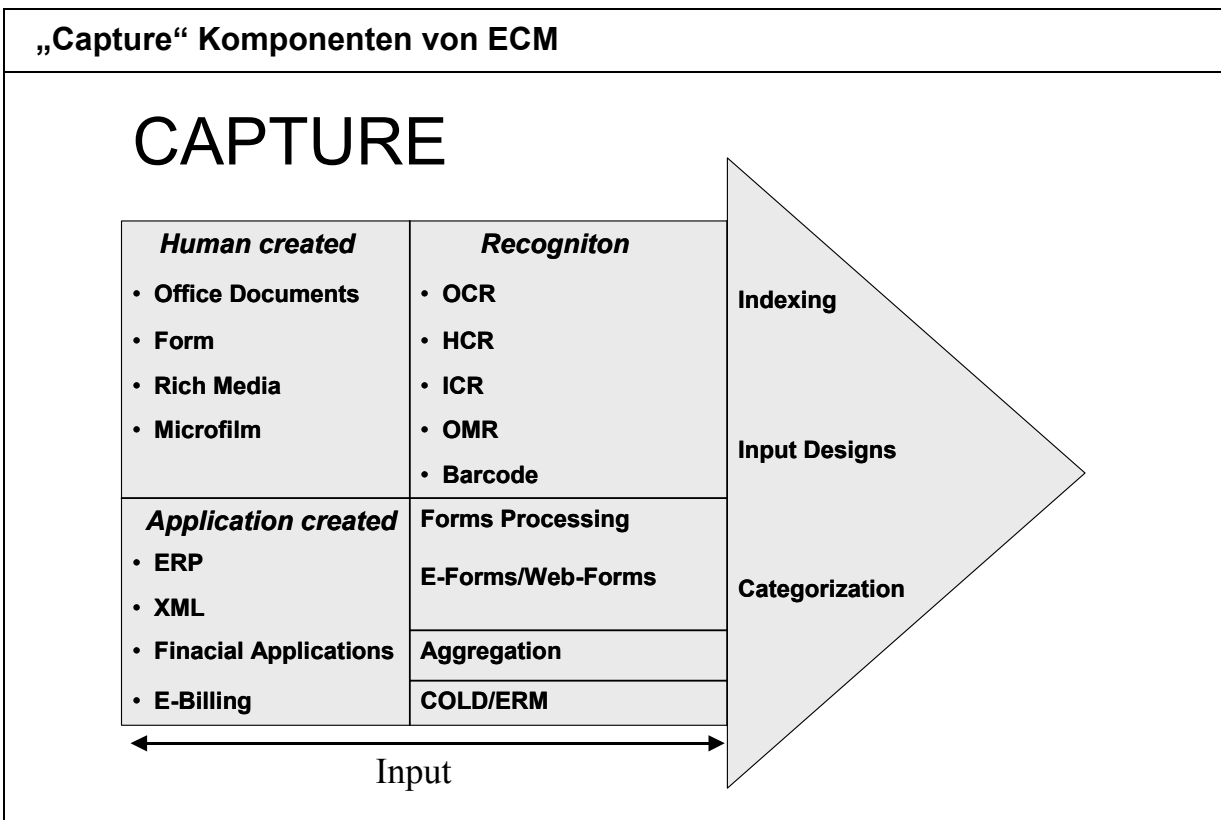 „Capture“ Komponenten von ECM
CAPTURE
Human created
• Office Documents
• Form
• Rich Media
• Microfilm
Recogniton
• OCR
• HCR
• ICR
• OMR
• Barcode
Application created
• ERP
• XML
• Finacial Applications
• E-Billing
Forms Processing
E-Forms/Web-Forms
Aggregation
COLD/ERM
Indexing
Input Designs
Categorization
Input